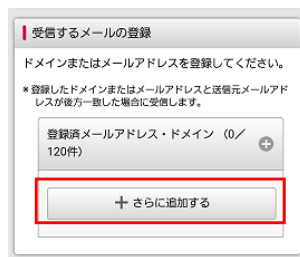 受信するメールの登録
ドメインまたはメールアドレスを登録してください。
*登録したドメインまたはメールアドレスと送信元メールアド
レスが後方一致した場合に受信します。
登録済メールアドレス・ドメイン（0／
120件）
＋さらに追加する